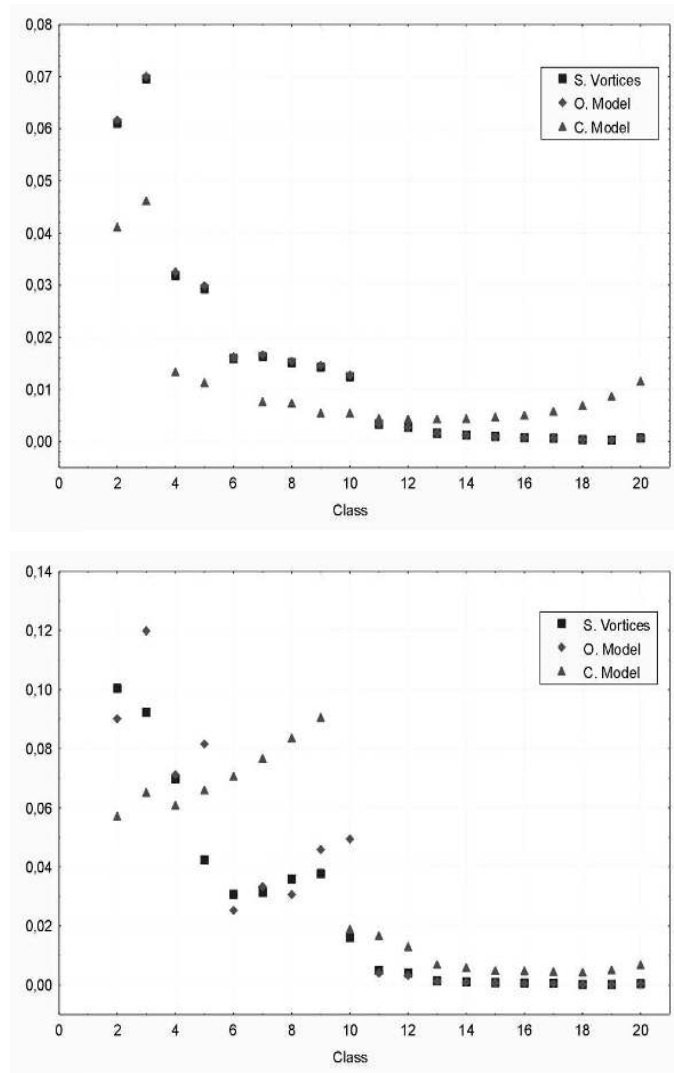 0,08
0,07
0,06
0,05
0,04
0,03
0,02
0,01
0,00
S. Vortices
O. Model
C. Model
0 2 4 6 8 10 12 14 16 18 20
Class
0,14
0,12
0,10
0,08
0,06
0,04
0,02
0,00
S. Vortices
O. Model
C. Model
0 2 4 6 8 10 12 14 16 18 20
Class